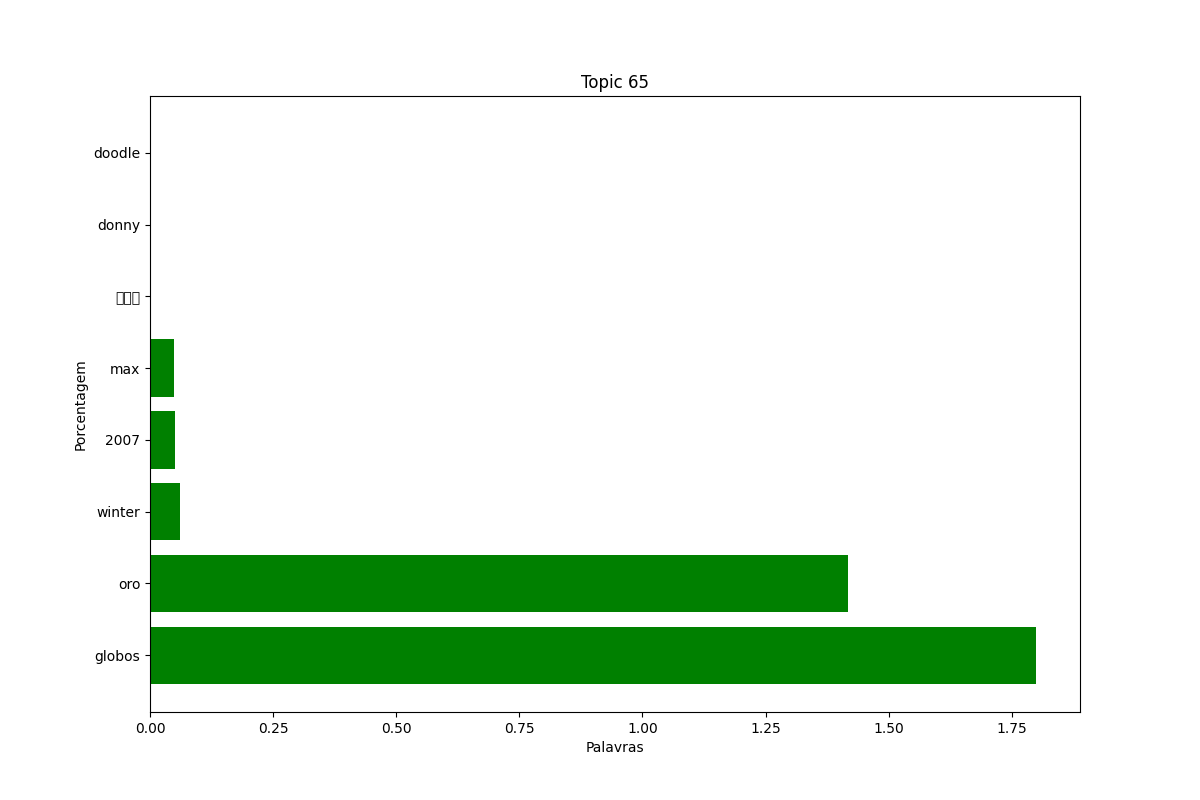 Topic 65
doodle
donny
max
2007
winter
oro
globos
Porcentagem
0.00 0.25 0.50 0.75 1.00 1.25 1.50 1.75
Palavras